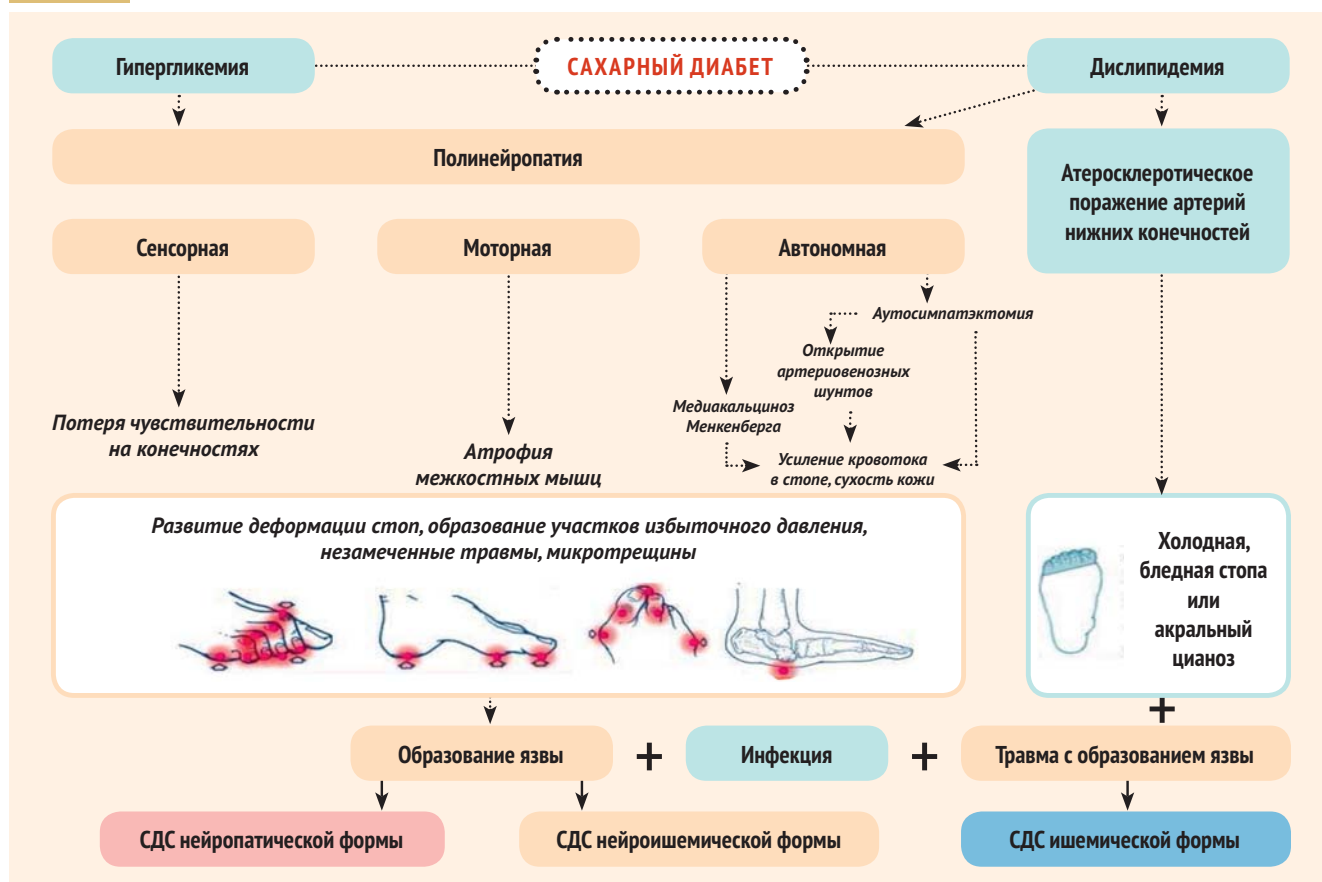 Гипергликемия
САХАРНЫЙ ДИАБЕТ
Дислипидемия
Полинейропатия
Атеросклеротическое
поражение артерий
нижних конечностей
Сенсорная
Моторная
Автономная
Аутосимпатэктомия
Открытие
артериовенозных
шунтов
Медиакальциноз
Менкенберга
Потеря чувствительности
на конечностях
Атрофия
межкостных мышц
Усиление кровотока
в стопе, сухость кожи
Развитие деформации стоп, образование участков избыточного давления,
незамеченные травмы, микротрещины
Холодная,
бледная стопа
или
акральный
цианоз
+
Образование язвы
+
Инфекция
+
Травма с образованием язвы
СДС нейропатической формы
СДС нейроишемической формы
СДС ишемической формы